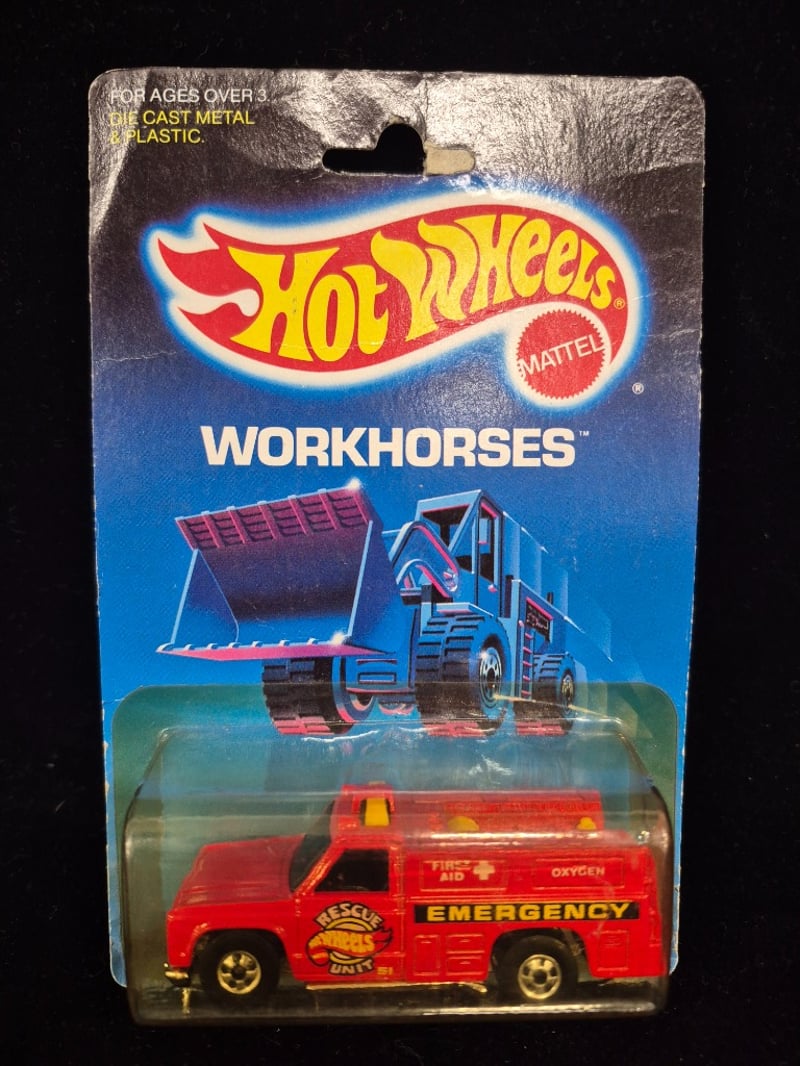 FOR AGES OVER 3.
DIE CAST METAL
& PLASTIC.
Hot Wheels®
MATTEL
®
WORKHORSES™
FIRST
AID
OXYGEN
EMERGENCY
RESCUE
HOT WHEELS
UNIT
51